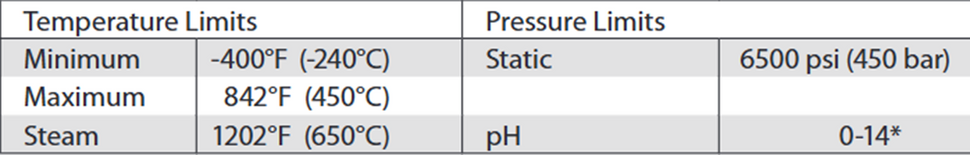 Temperature Limits Pressure Limits
Minimum -400°F (-240°C) Static 6500 psi (450 bar)
Maximum 842°F (450°C)
Steam 1202°F (650°C) pH 0-14*